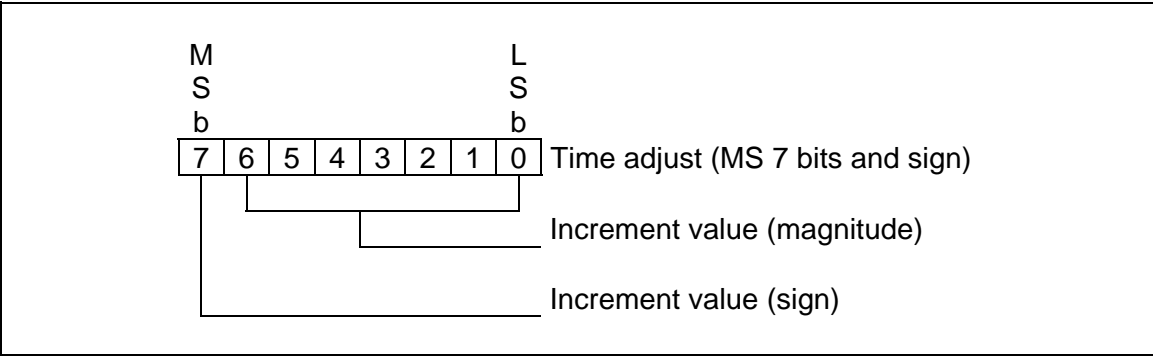 M L
S S
b b
7 6 5 4 3 2 1 0 Time adjust (MS 7 bits and sign)
Increment value (magnitude)
Increment value (sign)